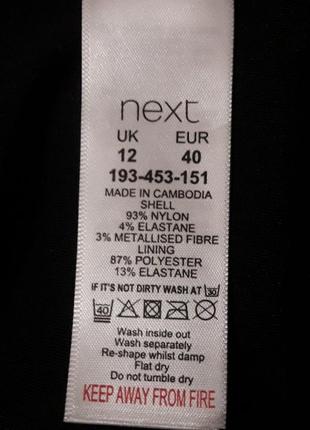 next
UK EUR
12 40
193-453-151
MADE IN CAMBODIA
SHELL
93% NYLON
4% ELASTANE
3% METALLISED FIBRE
LINING
87% POLYESTER
13% ELASTANE
IF IT'S NOT DIRTY WASH AT 30
40
Wash inside out
Wash separately
Re-shape whilst damp
Flat dry
Do not tumble dry
KEEP AWAY FROM FIRE